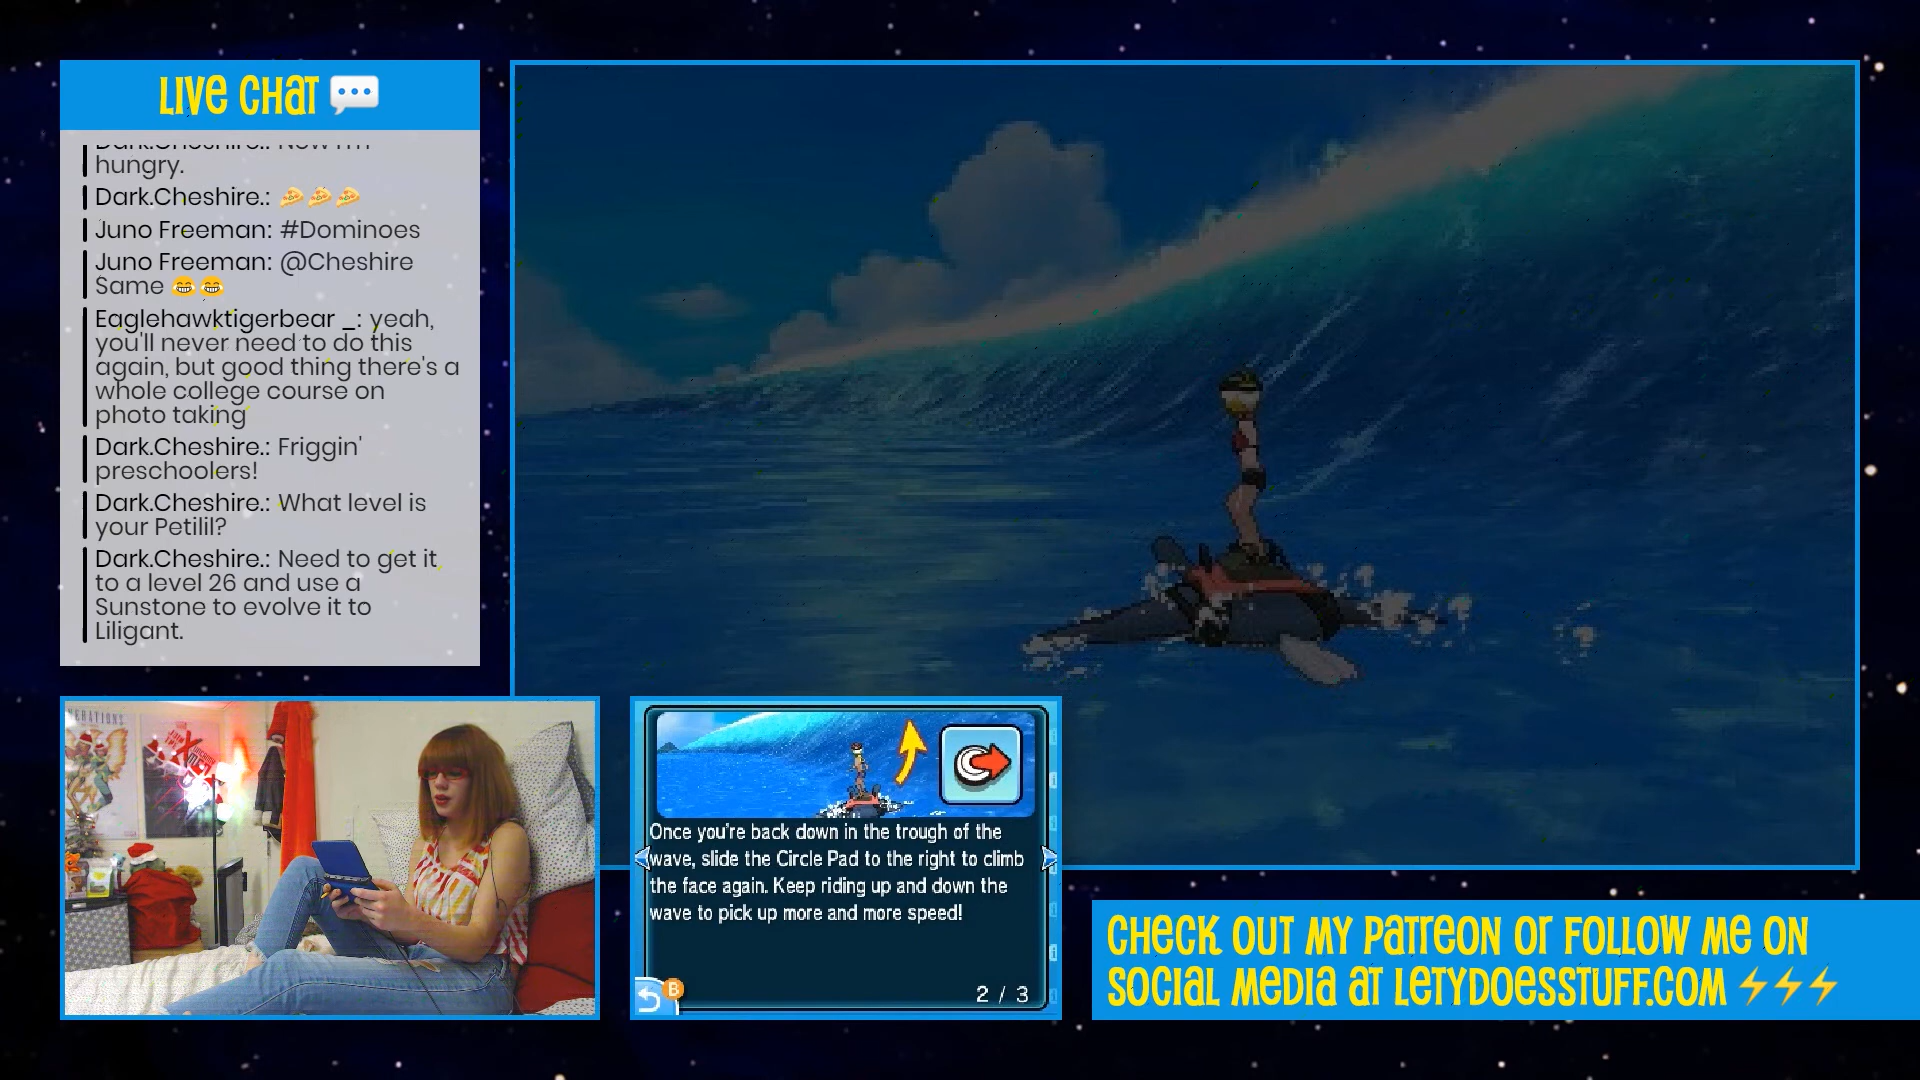 LIVE CHAT
hungry.
Dark.Cheshire.: 🍕🍕🍕
Juno Freeman: #Dominoes
Juno Freeman: @Cheshire
Same 😂😂
Eaglehawktigerbear _: yeah,
you'll never need to do this
again, but good thing there's a
whole college course on
photo taking
Dark.Cheshire.: Friggin'
preschoolers!
Dark.Cheshire.: What level is
your Petilil?
Dark.Cheshire.: Need to get it
to a level 26 and use a
Sunstone to evolve it to
Liligant.
Once you're back down in the trough of the
wave, slide the Circle Pad to the right to climb
the face again. Keep riding up and down the
wave to pick up more and more speed!
B
2 / 3
CHECK OUT MY PATREON OR FOLLOW ME ON
SOCIAL MEDIA AT LETYDOESSTUFF.COM ⚡⚡⚡